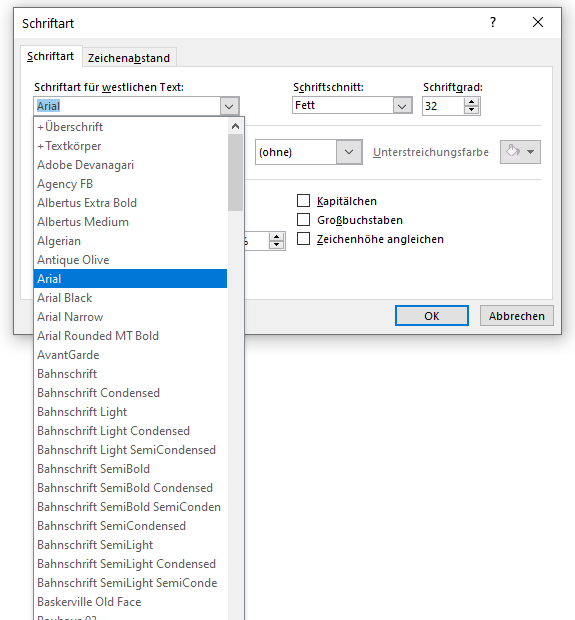 Schriftart
? 
Schriftart Zeichenabstand
Schriftart für westlichen Text: Schriftschnitt: Schriftgrad:
Arial Fett 32
+Überschrift
+Textkörper
(ohne) Unterstreichungsfarbe
Adobe Devanagari
Agency FB
Albertus Extra Bold
Kapitälchen
Albertus Medium
Großbuchstaben
Algerian
% Zeichenhöhe angleichen
Antique Olive
Arial
Arial Black
Arial Narrow
OK Abbrechen
Arial Rounded MT Bold
AvantGarde
Bahnschrift
Bahnschrift Condensed
Bahnschrift Light
Bahnschrift Light Condensed
Bahnschrift Light SemiCondensed
Bahnschrift SemiBold
Bahnschrift SemiBold Condensed
Bahnschrift SemiBold SemiConden
Bahnschrift SemiCondensed
Bahnschrift SemiLight
Bahnschrift SemiLight Condensed
Bahnschrift SemiLight SemiConde
Baskerville Old Face